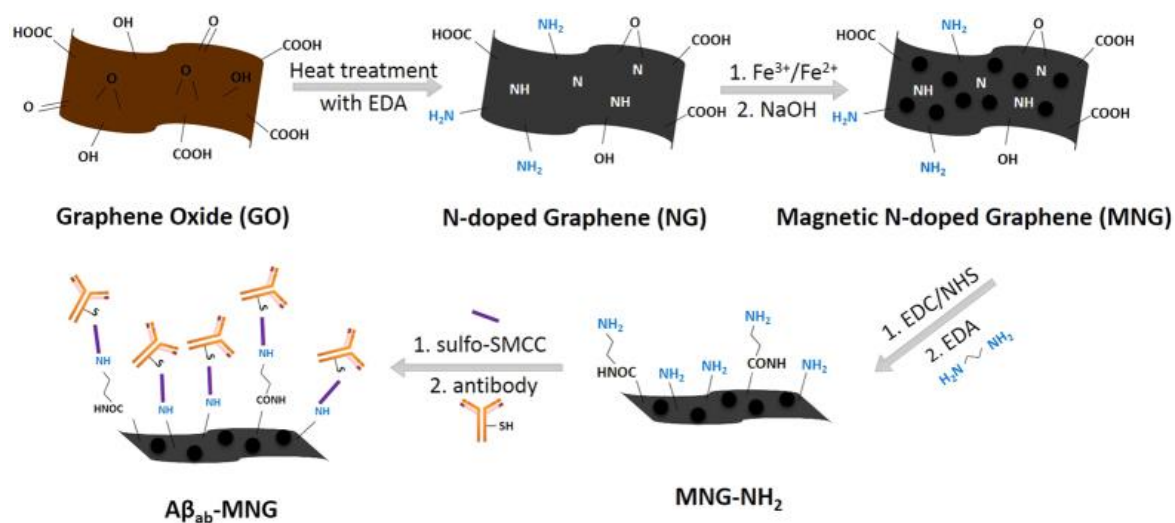 HOOC
OH
O
COOH
O
O
OH
O
COOH
OH
COOH
Graphene Oxide (GO)
Heat treatment
with EDA
HOOC
NH₂
O
COOH
N
N
NH
NH
H₂N
COOH
NH₂
OH
N-doped Graphene (NG)
1. Fe³⁺/Fe²⁺
2. NaOH
HOOC
NH₂
O
COOH
N
N
NH
NH
H₂N
COOH
NH₂
OH
Magnetic N-doped Graphene (MNG)
1. EDC/NHS
2. EDA
H₂N
NH₂
NH₂
NH₂
HNOC
NH₂
NH₂
CONH
NH₂
MNG-NH₂
1. sulfo-SMCC
2. antibody
SH
S
S
S
S
S
NH
NH
HNOC
NH
NH
CONH
NH
Aβab-MNG